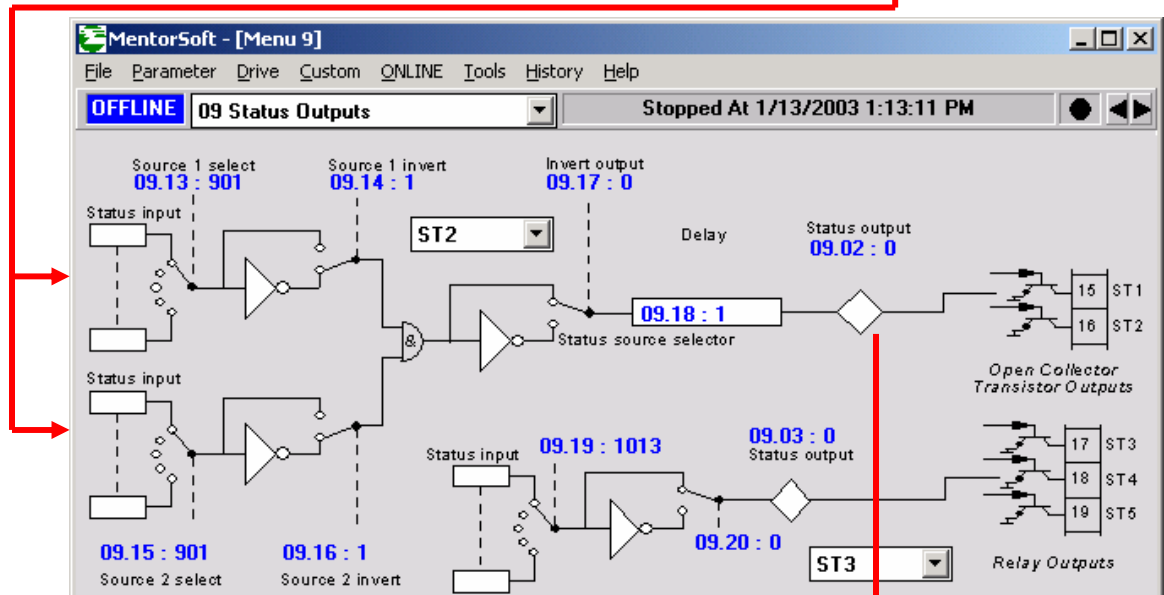 MentorSoft - [Menu 9]
File Parameter Drive Custom ONLINE Tools History Help
OFFLINE 09 Status Outputs Stopped At 1/13/2003 1:13:11 PM
Source 1 select
09.13 : 901
Source 1 invert
09.14 : 1
Invert output
09.17 : 0
Status input
ST2
Delay
Status output
09.02 : 0
09.18 : 1
Status source selector
&
15 ST1
16 ST2
Open Collector
Transistor Outputs
Status input
Status input
09.19 : 1013
09.03 : 0
Status output
17 ST3
18 ST4
19 ST5
09.20 : 0
09.15 : 901
Source 2 select
09.16 : 1
Source 2 invert
ST3
Relay Outputs